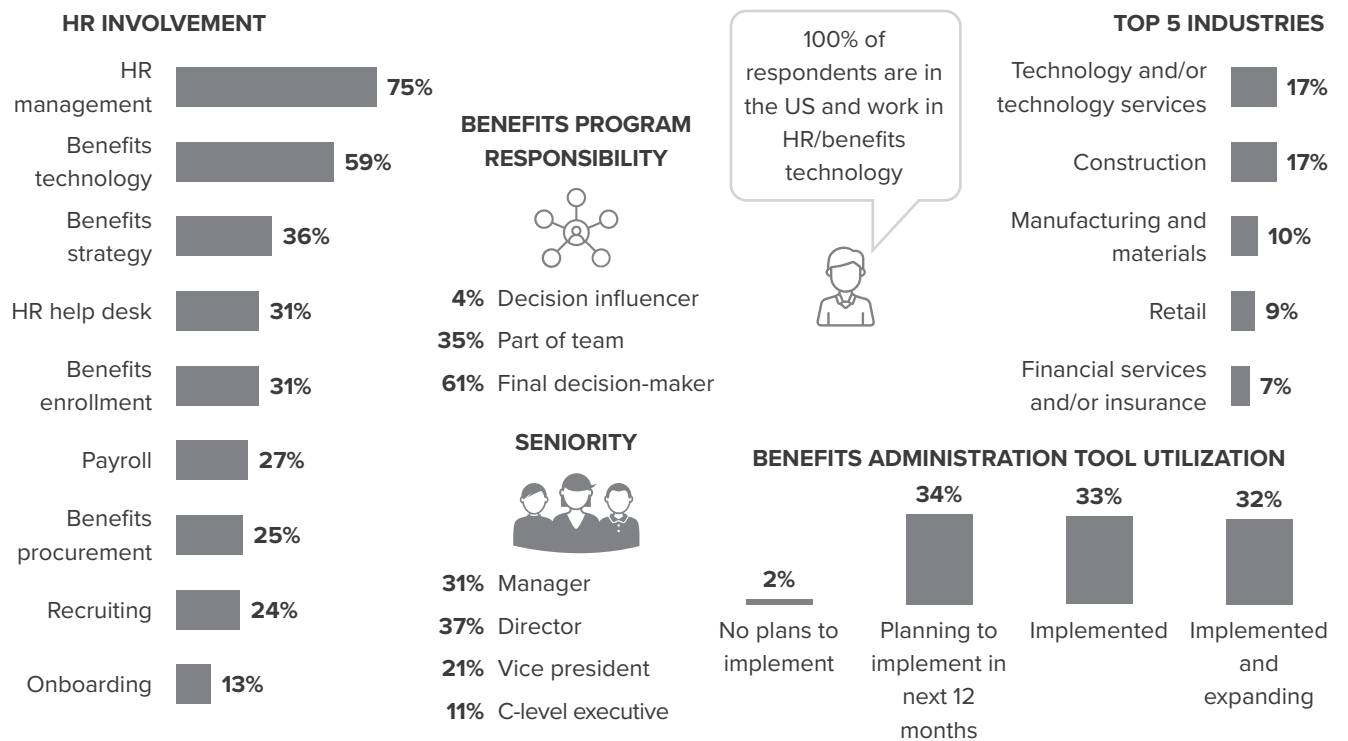 HR INVOLVEMENT
HR
management
75%
Benefits
technology
59%
Benefits
strategy
36%
HR help desk
31%
Benefits
enrollment
31%
Payroll
27%
Benefits
procurement
25%
Recruiting
24%
Onboarding
13%
BENEFITS PROGRAM
RESPONSIBILITY
4% Decision influencer
35% Part of team
61% Final decision-maker
SENIORITY
31% Manager
37% Director
21% Vice president
11% C-level executive
100% of
respondents are in
the US and work in
HR/benefits
technology
TOP 5 INDUSTRIES
Technology and/or
technology services
17%
Construction
17%
Manufacturing and
materials
10%
Retail
9%
Financial services
and/or insurance
7%
BENEFITS ADMINISTRATION TOOL UTILIZATION
2%
No plans to
implement
34%
Planning to
implement in
next 12
months
33%
Implemented
32%
Implemented
and
expanding